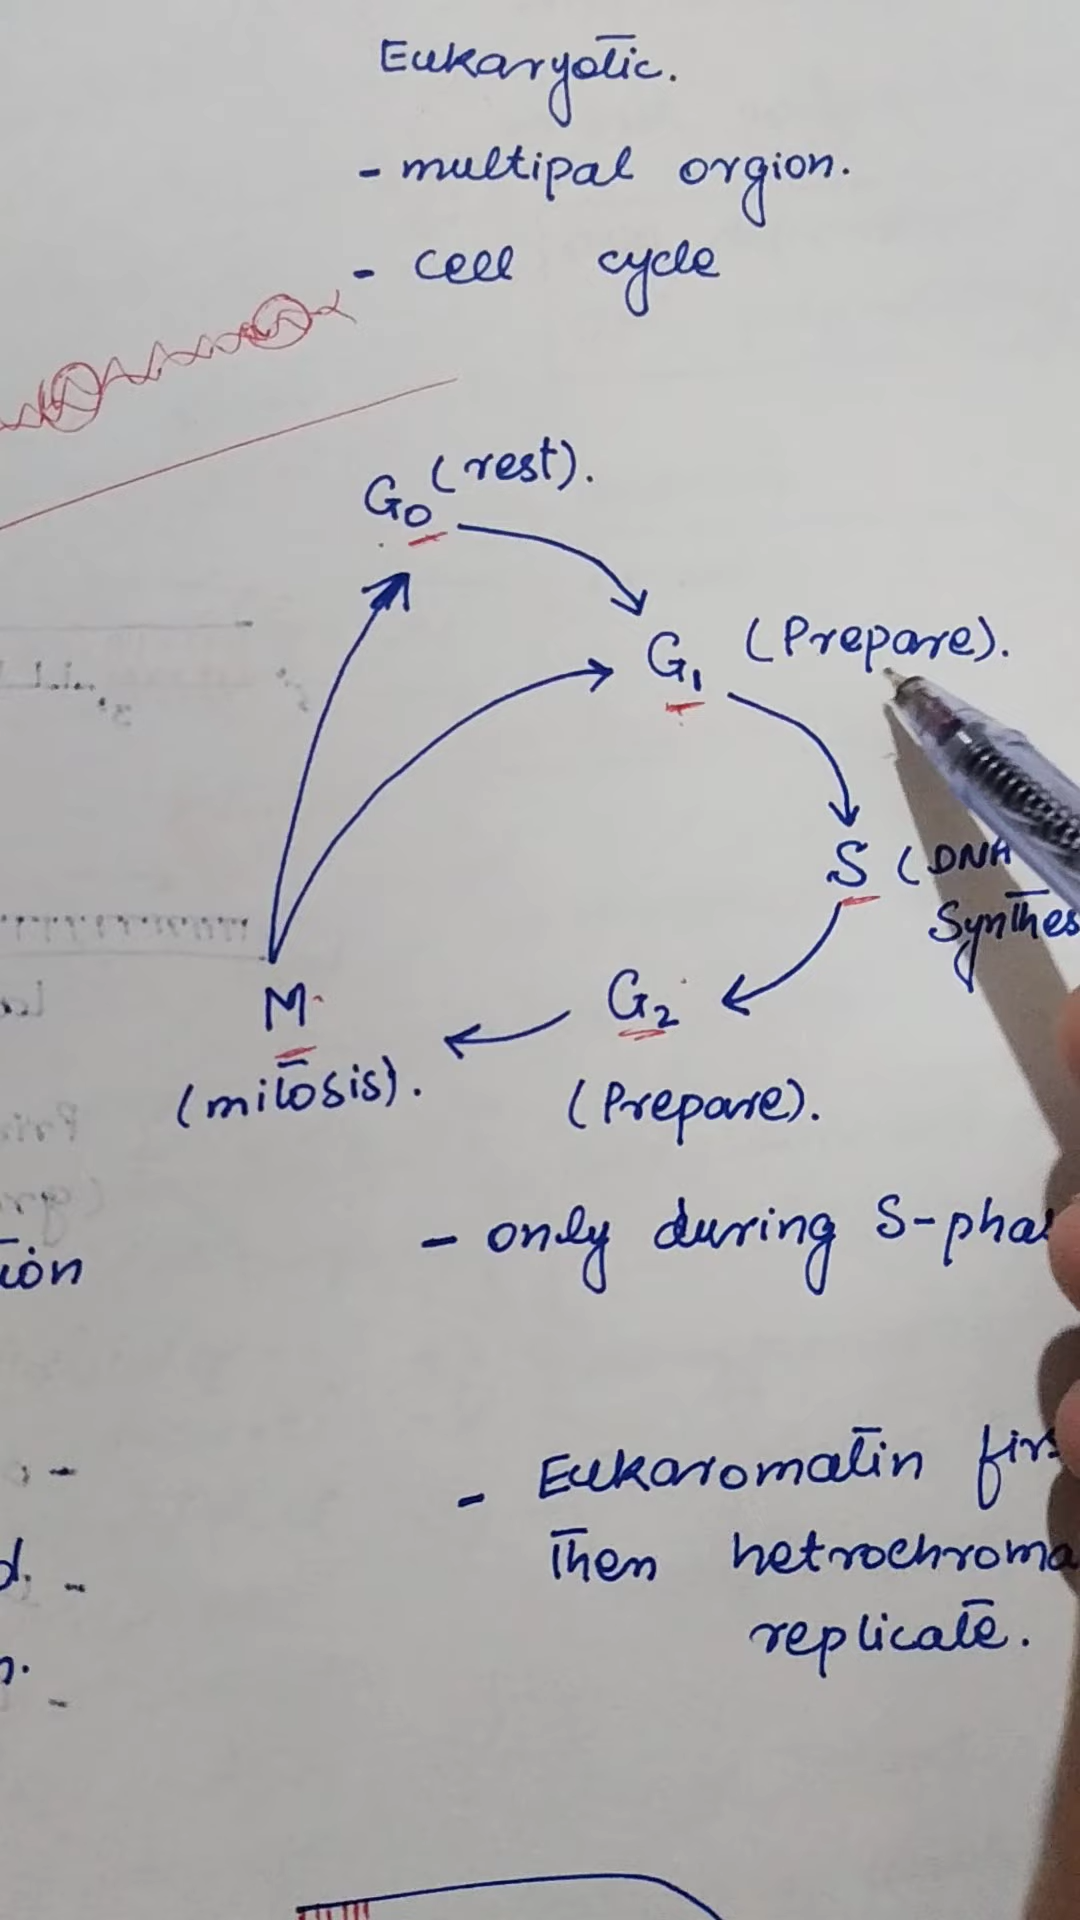 Eukaryotic.
- multipal orgion.
- cell cycle
G0 (rest).
G1 (Prepare).
S (DNA
Synthes
G2
M
(mitosis).
(Prepare).
- only during S-pha
- Eukaromatin firs
Then hetrochroma
replicate.